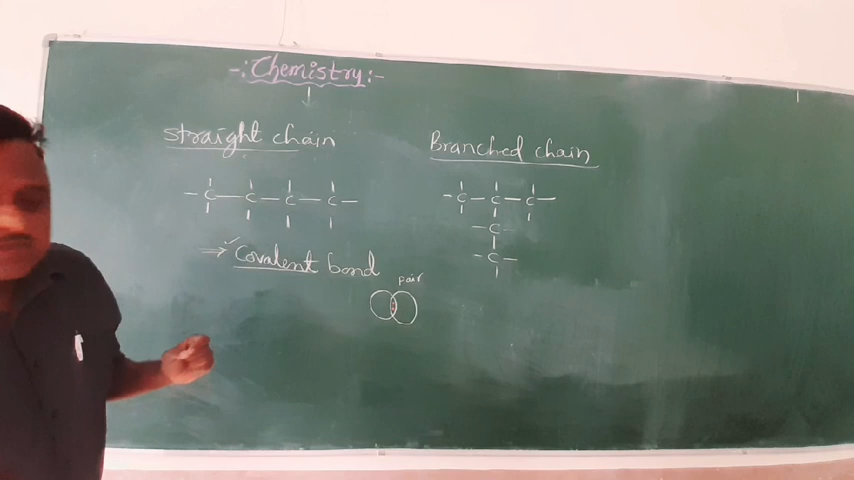 -:Chemistry:-
straight chain
Branched chain
-C-C-C-C-
-C-C-C-
-C-
-C-
⇒ Covalent bond
pair